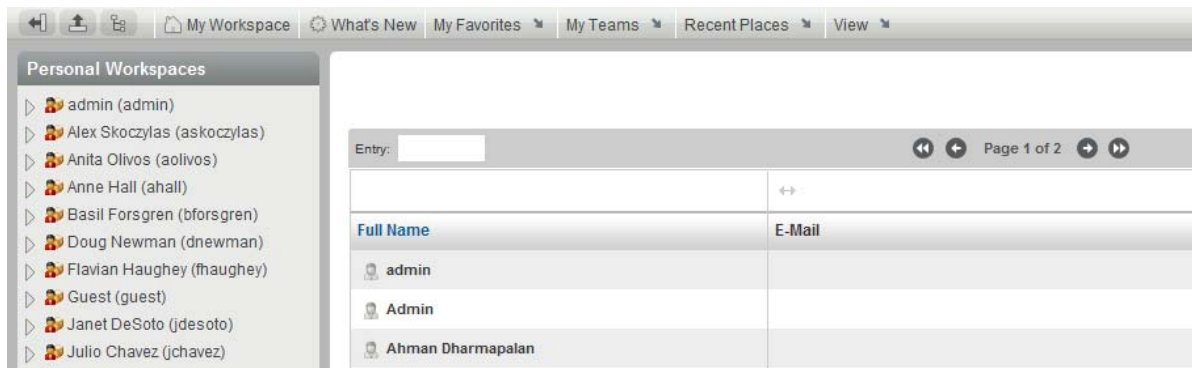 My Workspace What's New My Favorites My Teams Recent Places View
Personal Workspaces
admin (admin)
Alex Skoczylas (askoczylas)
Anita Olivos (aolivos)
Anne Hall (ahall)
Basil Forsgren (bforsgren)
Doug Newman (dnewman)
Flavian Haughey (fhaughey)
Guest (guest)
Janet DeSoto (jdesoto)
Julio Chavez (jchavez)
Entry: Page 1 of 2
Full Name E-Mail
admin
Admin
Ahman Dharmapalan